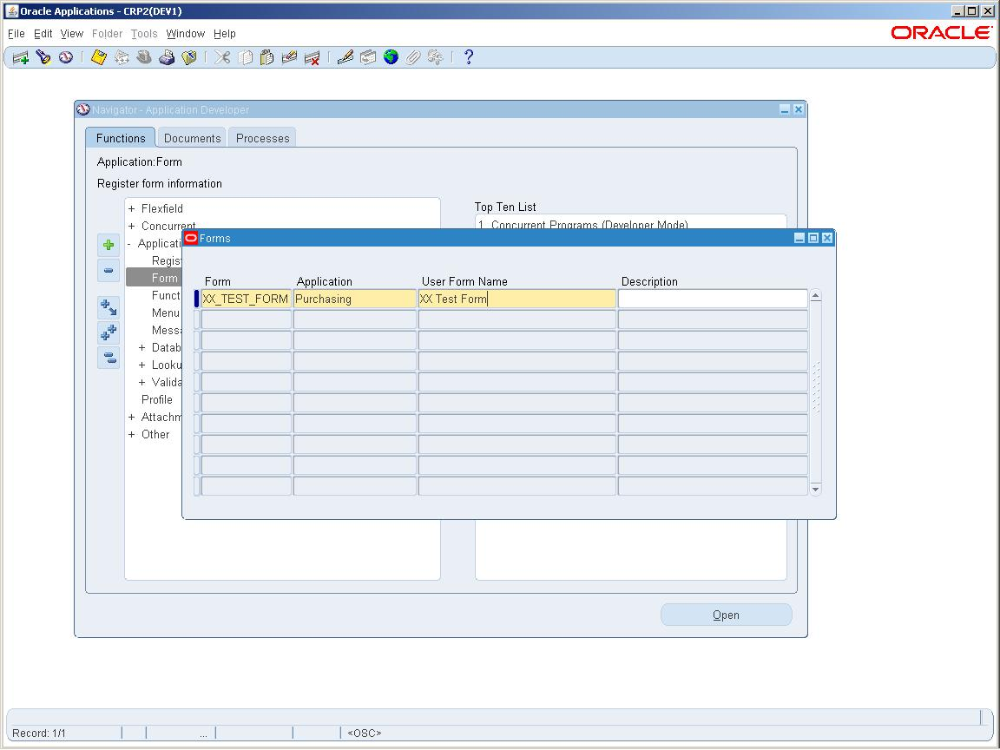 Oracle Applications - CRP2(DEV1)
File Edit View Folder Tools Window Help
ORACLE
Navigator - Application Developer
Functions Documents Processes
Application:Form
Register form information
Top Ten List
+ Flexfield
+ Concurrent
1. Concurrent Programs (Developer Mode)
- Applicati
Regist
Form
Funct
Menu
Messa
+ Datab
+ Looku
+ Valida
Profile
+ Attachm
+ Other
Forms
Form Application User Form Name Description
XX_TEST_FORM Purchasing XX Test Form
Open
Record: 1/1 ... <OSC>